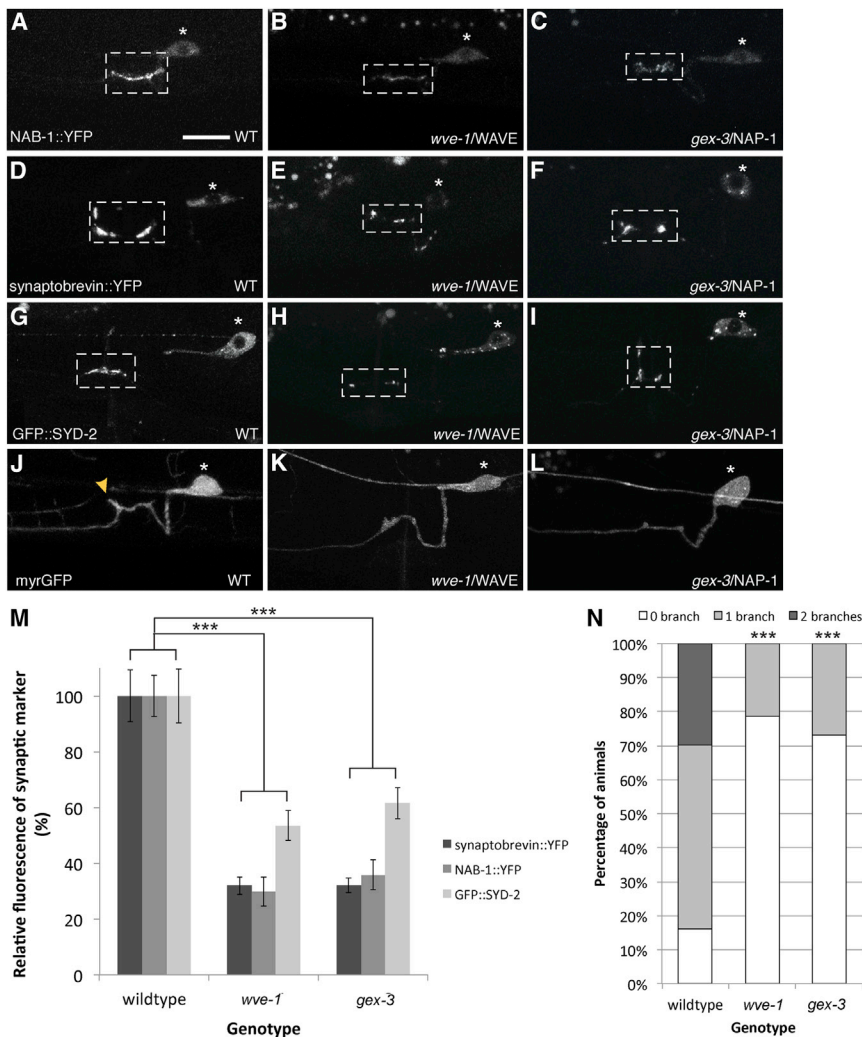 A
*
NAB-1::YFP
WT
B
*
wve-1/WAVE
C
*
gex-3/NAP-1
D
*
synaptobrevin::YFP
WT
E
*
wve-1/WAVE
F
*
gex-3/NAP-1
G
*
GFP::SYD-2
WT
H
*
wve-1/WAVE
I
*
gex-3/NAP-1
J
*
myrGFP
WT
K
*
wve-1/WAVE
L
*
gex-3/NAP-1
M
***
***
Relative fluorescence of synaptic marker
(%)
100
80
60
40
20
0
wildtype
wve-1
gex-3
Genotype
synaptobrevin::YFP
NAB-1::YFP
GFP::SYD-2
N
0 branch
1 branch
2 branches
***
***
Percentage of animals
100%
90%
80%
70%
60%
50%
40%
30%
20%
10%
0%
wildtype
wve-1
gex-3
Genotype